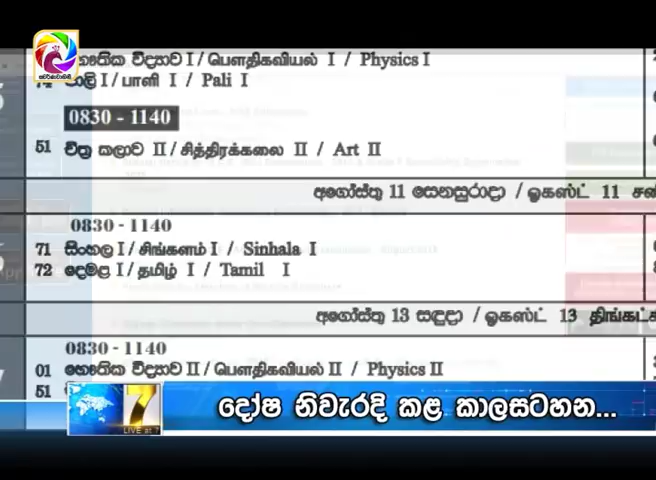 භෞතික විද්‍යාව I / பௌதிகவியல் I / Physics I
74 පාලි I / பாளி I / Pali I
0830 - 1140
51 චිත්‍ර කලාව II / சித்திரக்கலை II / Art II
අගෝස්තු 11 සෙනසුරාදා / ஓகஸ்ட் 11
0830 - 1140
71 සිංහල I / சிங்களம் I / Sinhala I
72 දෙමළ I / தமிழ் I / Tamil I
අගෝස්තු 13 සඳුදා / ஓகஸ்ட் 13
0830 - 1140
01 භෞතික විද්‍යාව II / பௌதிகவியல் II / Physics II
51
7
LIVE at 7
දෝෂ නිවැරදි කළ කාලසටහන...